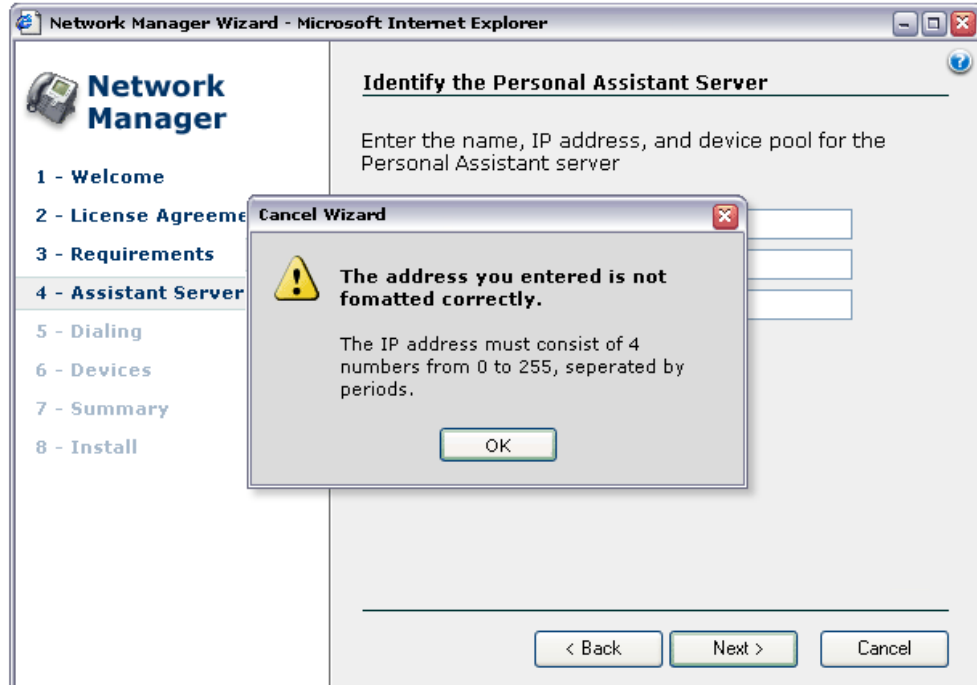 Network Manager Wizard - Microsoft Internet Explorer
Network
Manager
1 - Welcome
2 - License Agreeme
3 - Requirements
4 - Assistant Server
5 - Dialing
6 - Devices
7 - Summary
8 - Install
Identify the Personal Assistant Server
Enter the name, IP address, and device pool for the
Personal Assistant server
Cancel Wizard
The address you entered is not
fomatted correctly.
The IP address must consist of 4
numbers from 0 to 255, seperated by
periods.
OK
< Back
Next >
Cancel